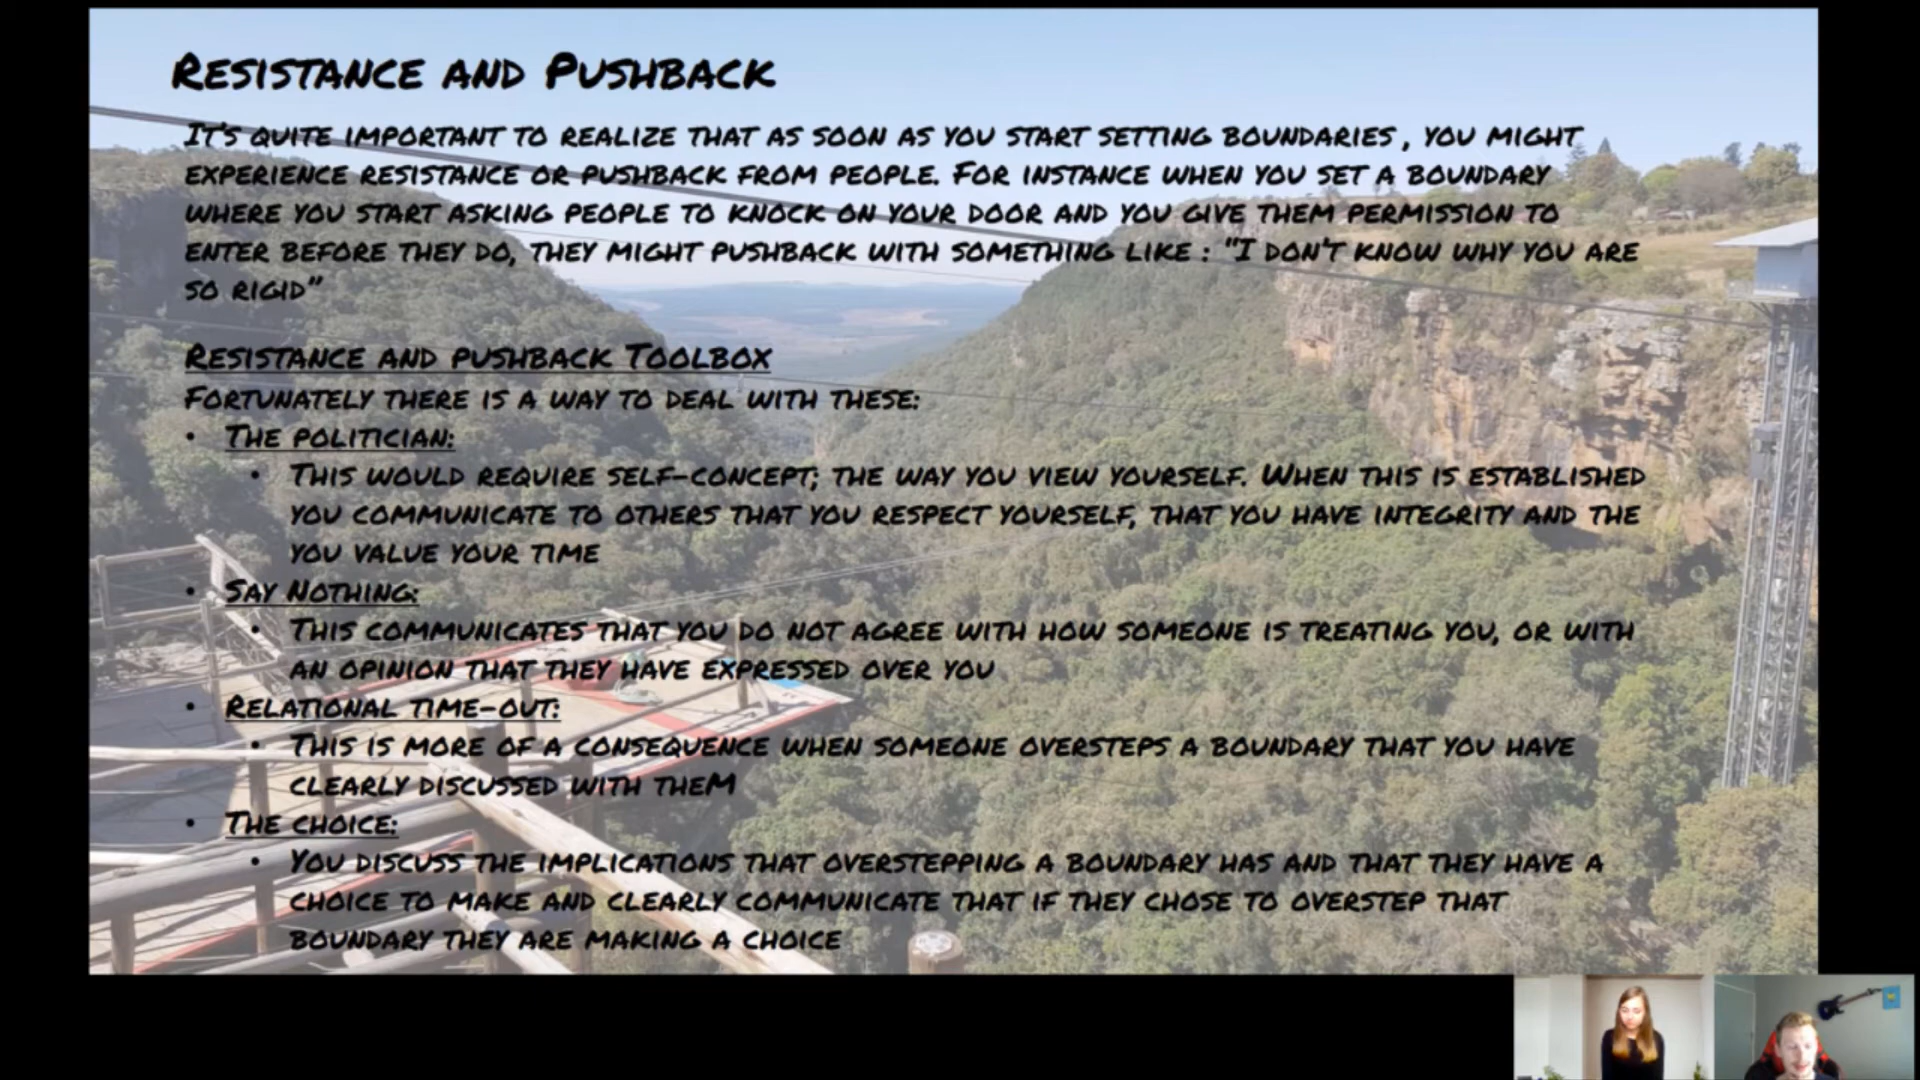 Resistance and Pushback
It's quite important to realize that as soon as you start setting boundaries , you might
experience resistance or pushback from people. For instance when you set a boundary
where you start asking people to knock on your door and you give them permission to
enter before they do, they might pushback with something like : "I don't know why you are
so rigid"
Resistance and pushback Toolbox
Fortunately there is a way to deal with these:
• The politician:
• This would require self-concept; the way you view yourself. When this is established
you communicate to others that you respect yourself, that you have integrity and the
you value your time
• Say Nothing:
• This communicates that you do not agree with how someone is treating you, or with
an opinion that they have expressed over you
• Relational time-out:
• This is more of a consequence when someone oversteps a boundary that you have
clearly discussed with theM
• The choice:
• You discuss the implications that overstepping a boundary has and that they have a
choice to make and clearly communicate that if they chose to overstep that
boundary they are making a choice